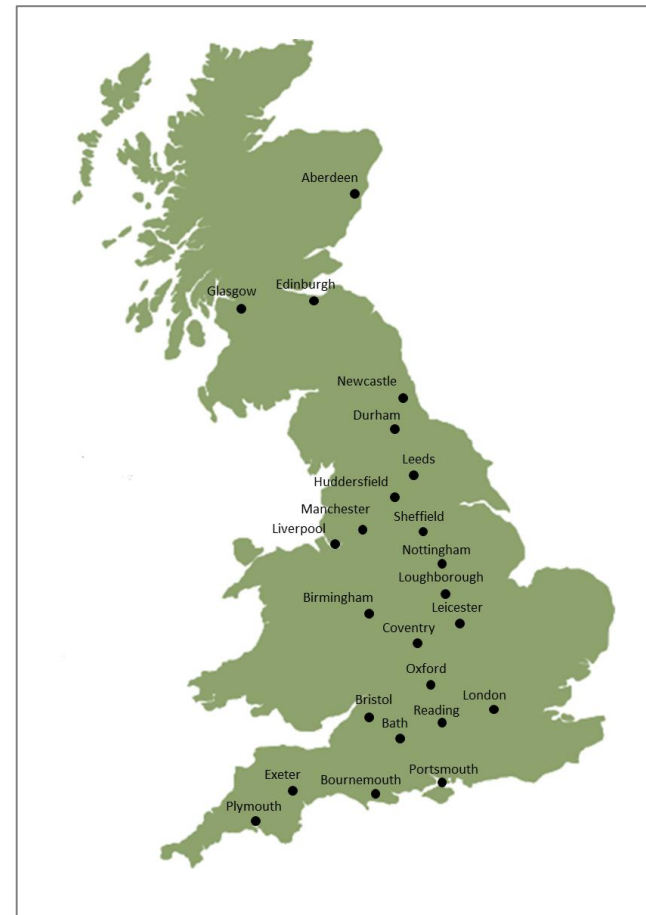 Aberdeen
Edinburgh
Glasgow
Newcastle
Durham
Leeds
Huddersfield
Manchester
Sheffield
Liverpool
Nottingham
Loughborough
Birmingham
Leicester
Coventry
Oxford
London
Bristol
Reading
Bath
Portsmouth
Exeter
Bournemouth
Plymouth